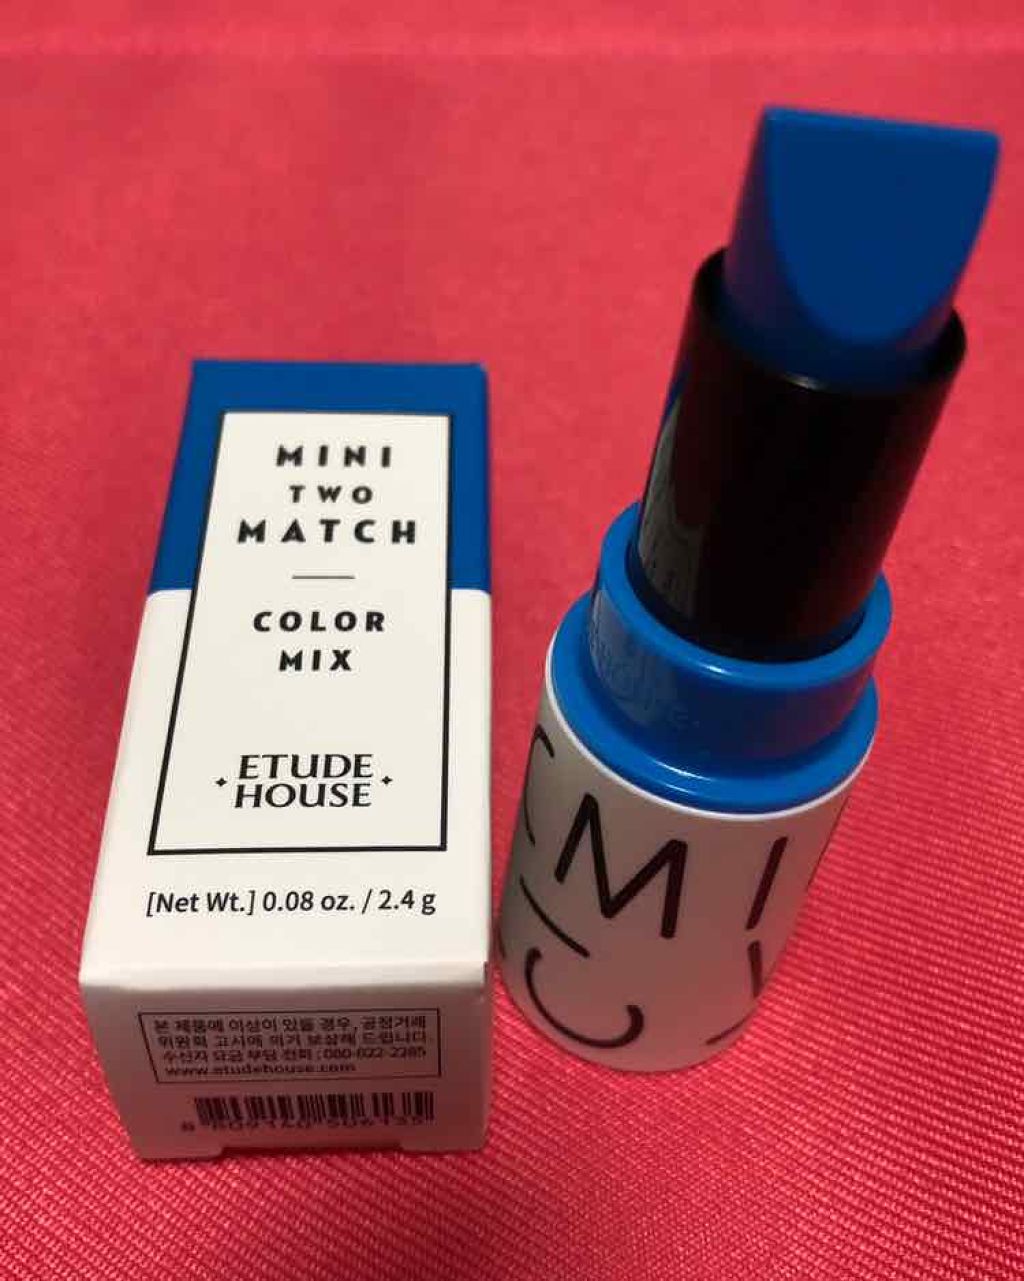 MINI
TWO
MATCH
COLOR
MIX
ETUDE
HOUSE
[Net Wt.] 0.08 oz. / 2.4 g
본 제품에 이상이 있을 경우, 공정거래
위원회 고시에 의거 보상해 드립니다.
수신자 요금 부담 전화 : 080-022-2285
www.etudehouse.com
MI